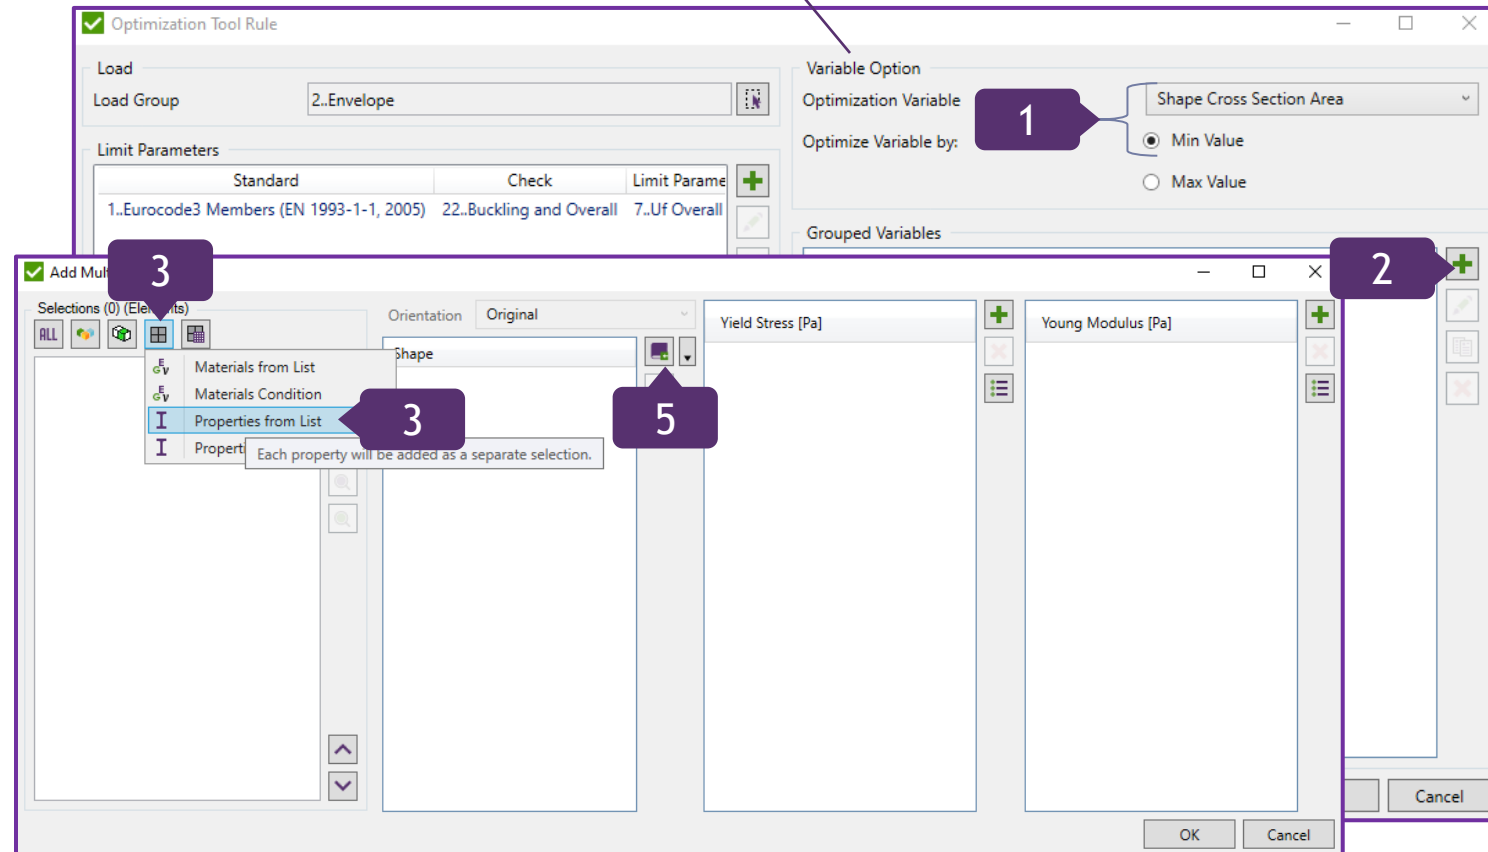 Optimization Tool Rule
Load
Load Group 2..Envelope
Variable Option
Optimization Variable 1 Shape Cross Section Area
Optimize Variable by: Min Value
Max Value
Limit Parameters
Standard Check Limit Parame
1..Eurocode3 Members (EN 1993-1-1, 2005) 22..Buckling and Overall 7..Uf Overall
Grouped Variables
2
Add Mul 3
Selections (0) (Elements)
ALL
Materials from List
Materials Condition
Properties from List 3
Properti
Each property will be added as a separate selection.
Orientation Original
Shape
5
Yield Stress [Pa]
Young Modulus [Pa]
OK Cancel
Cancel